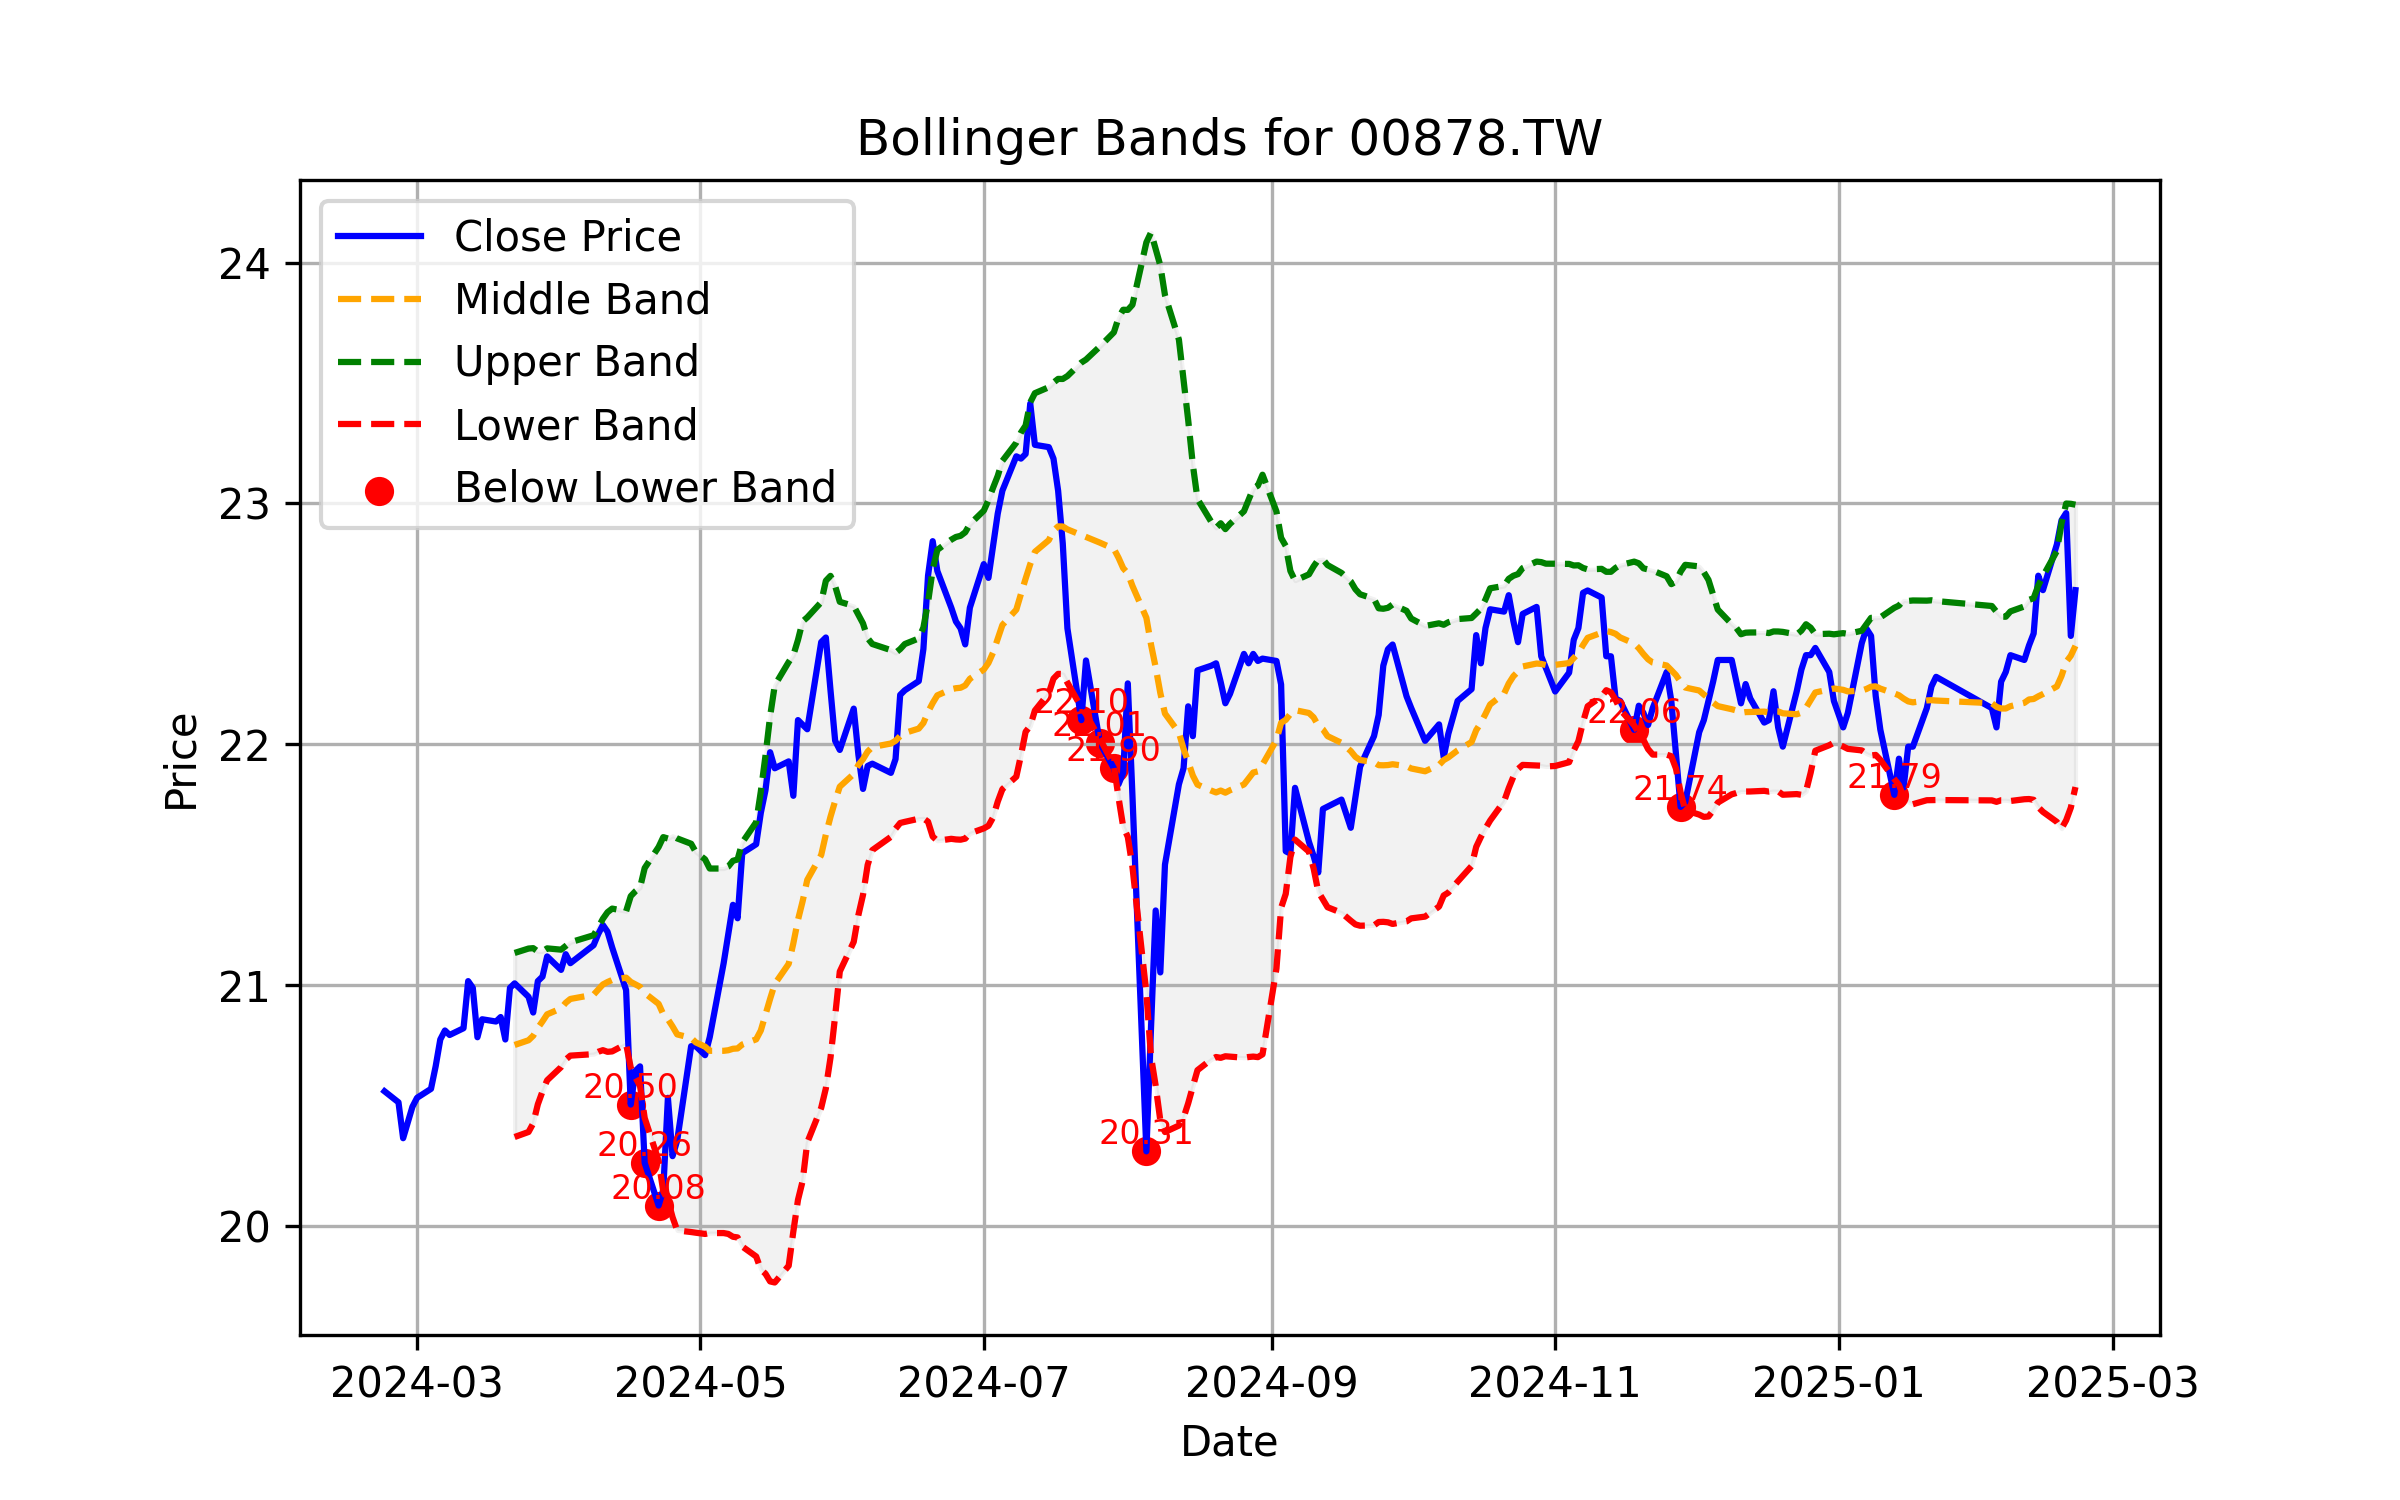 Bollinger Bands for 00878.TW
Close Price
Middle Band
Upper Band
Lower Band
Below Lower Band
24
23
22
21
20
Price
22.10
22.01
21.90
22.06
21.74
21.79
20.50
20.26
20.08
20.31
2024-03
2024-05
2024-07
2024-09
2024-11
2025-01
2025-03
Date